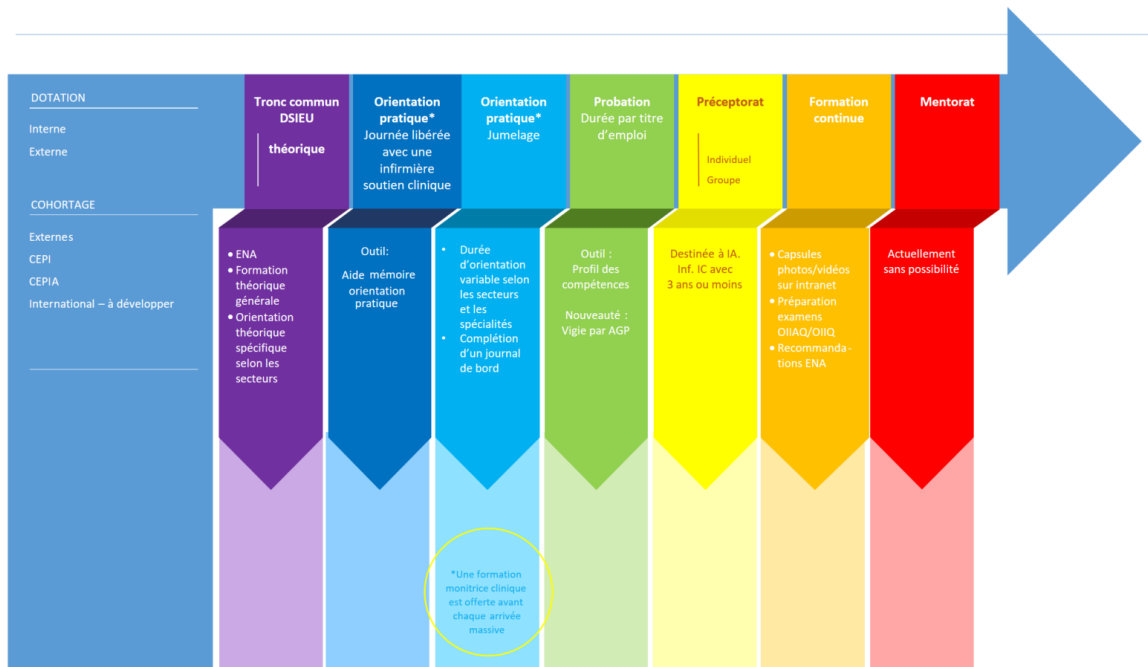 DOTATION
Interne
Externe
COHORTAGE
Externes
CEPI
CEPIA
International – à développer
Tronc commun
DSIEU
théorique
Orientation
pratique*
Journée libérée
avec une
infirmière
soutien clinique
Orientation
pratique*
Jumelage
Probation
Durée par titre
d'emploi
Préceptorat
Individuel
Groupe
Formation
continue
Mentorat
• ENA
• Formation
théorique
générale
• Orientation
théorique
spécifique
selon les
secteurs
Outil:
Aide mémoire
orientation
pratique
• Durée
d'orientation
variable selon
les secteurs
et les
spécialités
• Complétion
d'un journal
de bord
Outil :
Profil des
compétences
Nouveauté :
Vigie par AGP
Destinée à IA.
Inf. IC avec
3 ans ou moins
• Capsules
photos/vidéos
sur intranet
• Préparation
examens
OIIAQ/OIIQ
• Recommanda-
tions ENA
Actuellement
sans possibilité
*Une formation
monitrice clinique
est offerte avant
chaque arrivée
massive